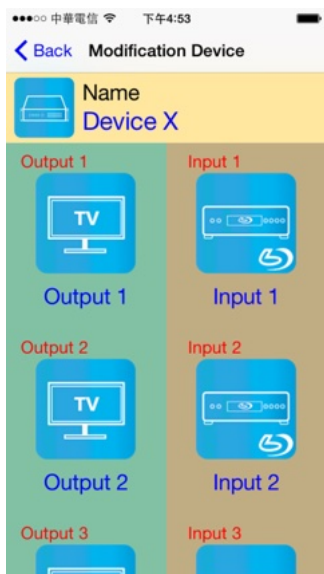 中華電信 下午4:53
Back Modification Device
Name
Device X
Output 1 Input 1
TV
Output 1 Input 1
Output 2 Input 2
TV
Output 2 Input 2
Output 3 Input 3